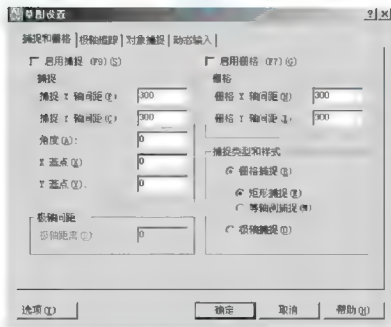 草图设置
捕捉和栅格 极轴追踪 对象捕捉 动态输入
启用捕捉 (F9)(S)
捕捉
捕捉 X 轴间距(P): 300
捕捉 Y 轴间距(C): 300
角度(A): 0
X 基点(X) 0
Y 基点(Y). 0
极轴间距
极轴距离(D) 0
启用栅格 (F7)(G)
栅格
栅格 X 轴间距(N) 300
栅格 Y 轴间距(I): 300
捕捉类型和样式
栅格捕捉(R)
矩形捕捉(E)
等轴测捕捉(M)
极轴捕捉(O)
选项(T)
确定
取消
帮助(H)